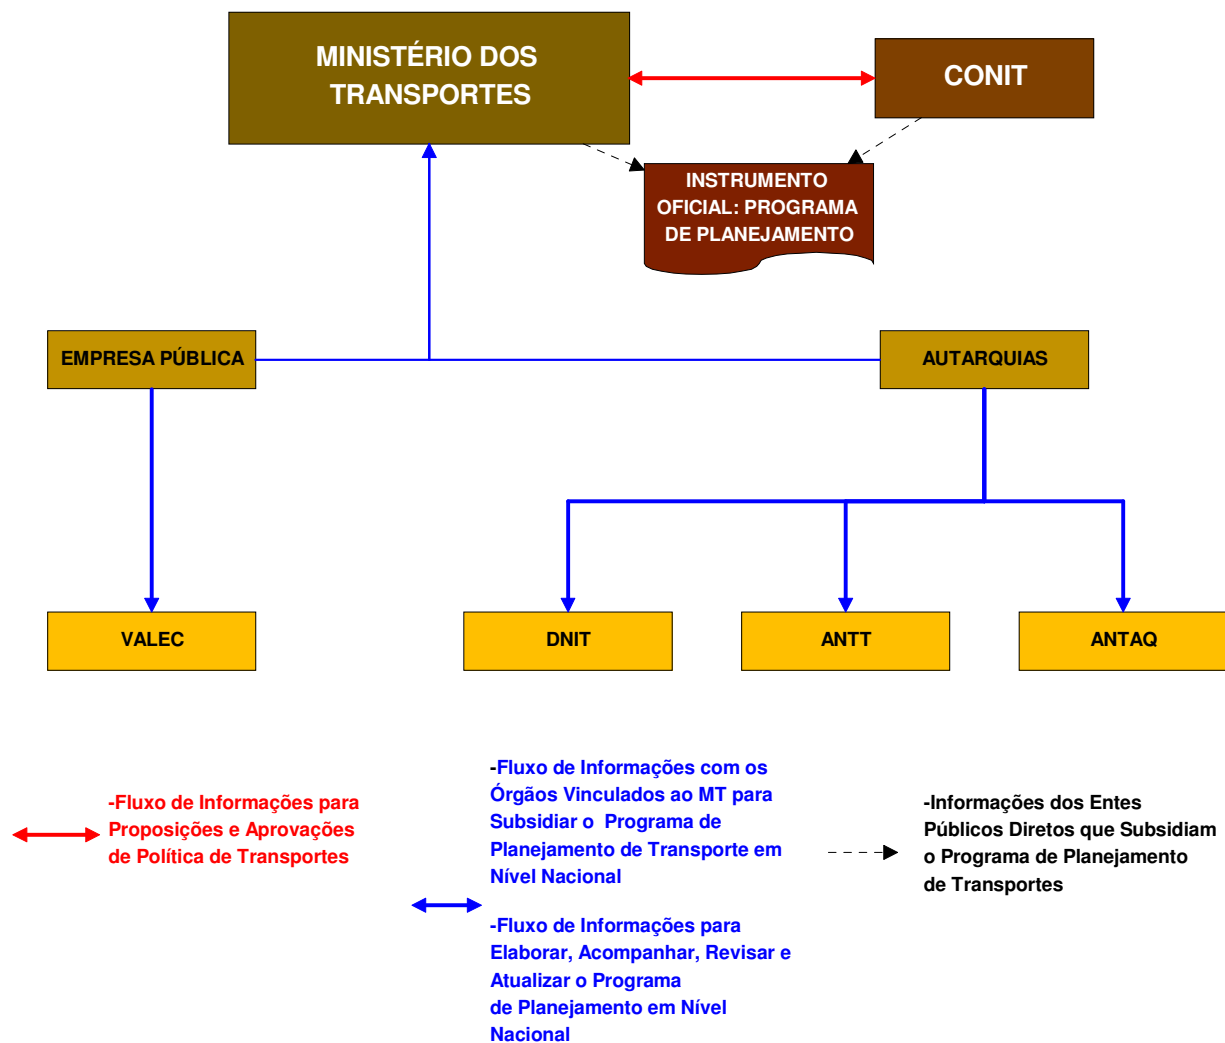 MINISTÉRIO DOS
TRANSPORTES
CONIT
INSTRUMENTO
OFICIAL: PROGRAMA
DE PLANEJAMENTO
EMPRESA PÚBLICA
AUTARQUIAS
VALEC
DNIT
ANTT
ANTAQ
-Fluxo de Informações para
Proposições e Aprovações
de Política de Transportes
-Fluxo de Informações com os
Órgãos Vinculados ao MT para
Subsidiar o Programa de
Planejamento de Transporte em
Nível Nacional
-Fluxo de Informações para
Elaborar, Acompanhar, Revisar e
Atualizar o Programa
de Planejamento em Nível
Nacional
-Informações dos Entes
Públicos Diretos que Subsidiam
o Programa de Planejamento
de Transportes